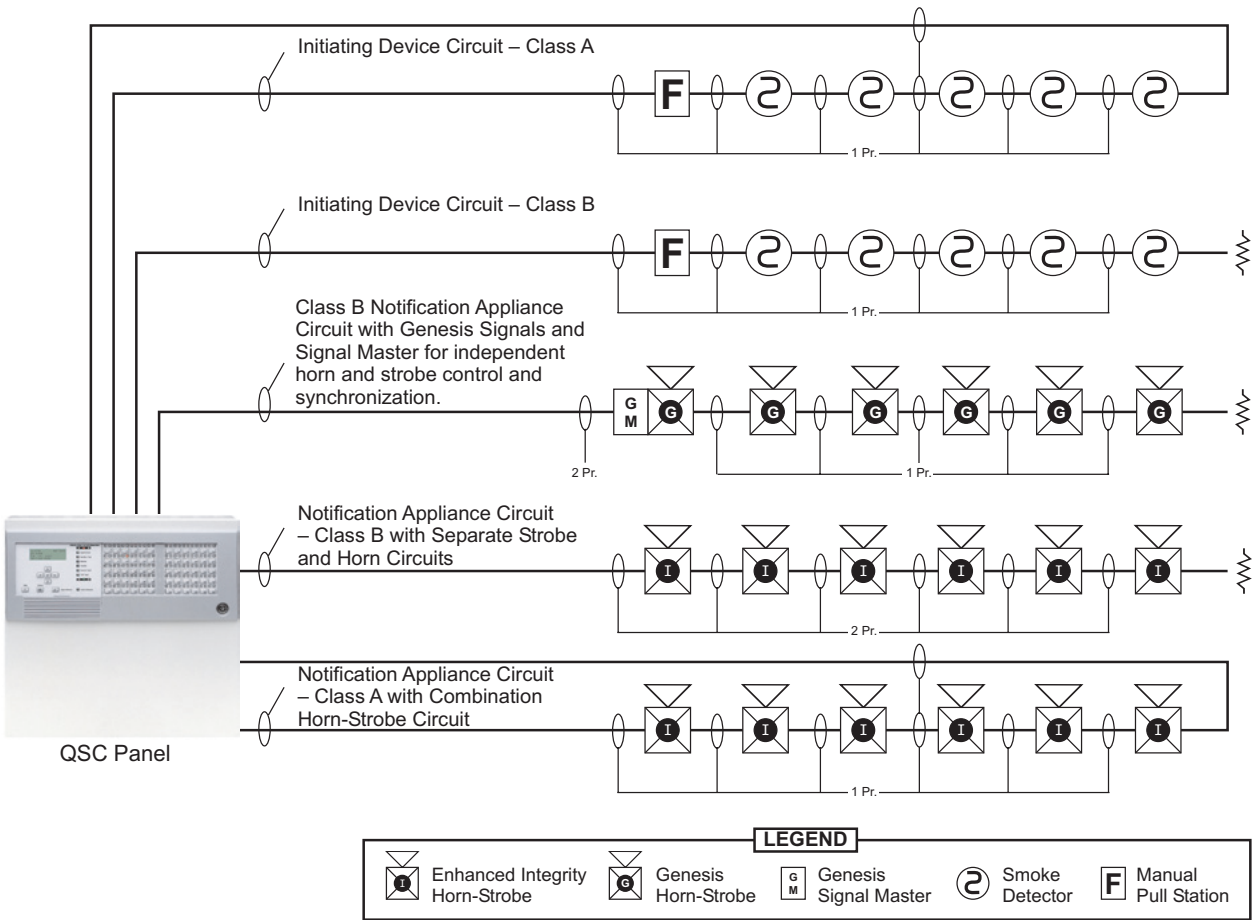 Initiating Device Circuit – Class A
F
1 Pr.
Initiating Device Circuit – Class B
F
1 Pr.
Class B Notification Appliance
Circuit with Genesis Signals and
Signal Master for independent
horn and strobe control and
synchronization.
G
M
G G G G G G
2 Pr.
1 Pr.
Notification Appliance Circuit
– Class B with Separate Strobe
and Horn Circuits
I I I I I I
2 Pr.
Notification Appliance Circuit
– Class A with Combination
Horn-Strobe Circuit
I I I I I I
1 Pr.
QSC Panel
LEGEND
I
Enhanced Integrity
Horn-Strobe
G
Genesis
Horn-Strobe
G
M
Genesis
Signal Master
Smoke
Detector
F
Manual
Pull Station